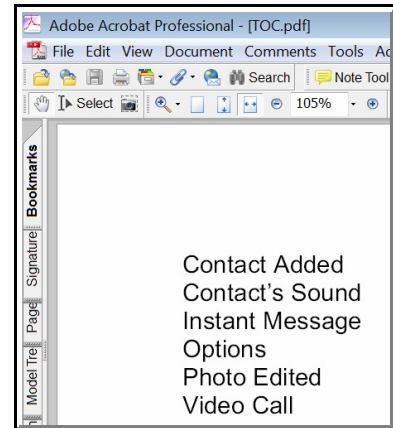 Adobe Acrobat Professional - [TOC.pdf]
File Edit View Document Comments Tools
Search Note Tool
Select 105%
Bookmarks
Signature
Page
Model Tre
Contact Added
Contact's Sound
Instant Message
Options
Photo Edited
Video Call